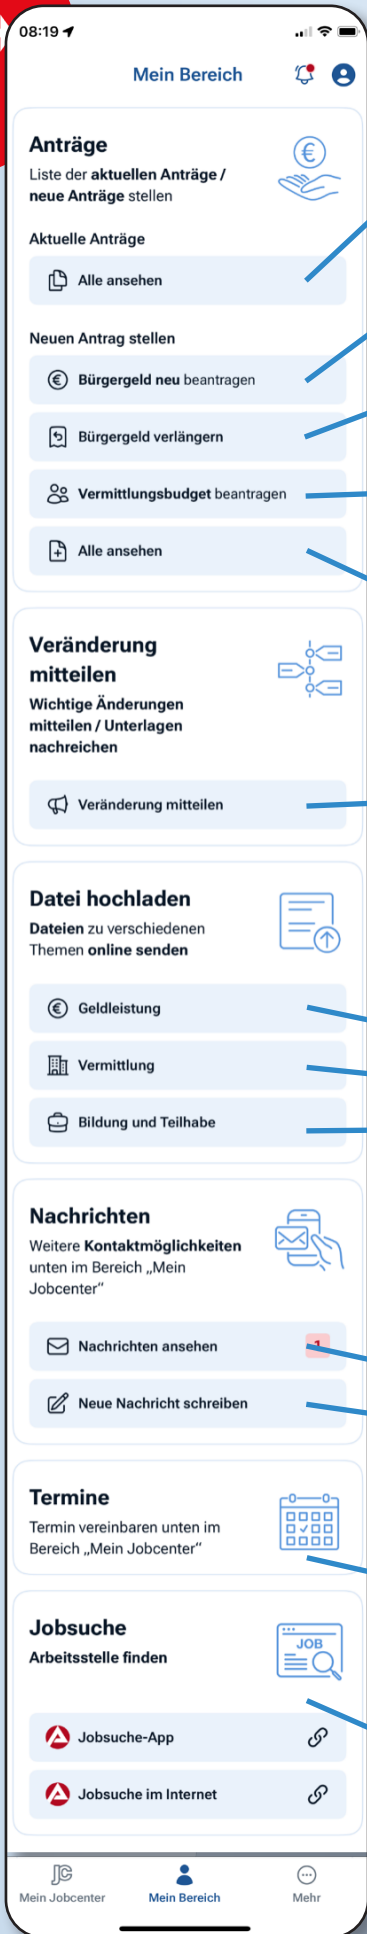 08:19
Mein Bereich
Anträge
Liste der aktuellen Anträge /
neue Anträge stellen
Aktuelle Anträge
Alle ansehen
Neuen Antrag stellen
Bürgergeld neu beantragen
Bürgergeld verlängern
Vermittlungsbudget beantragen
Alle ansehen
Veränderung
mitteilen
Wichtige Änderungen
mitteilen / Unterlagen
nachreichen
Veränderung mitteilen
Datei hochladen
Dateien zu verschiedenen
Themen online senden
Geldleistung
Vermittlung
Bildung und Teilhabe
Nachrichten
Weitere Kontaktmöglichkeiten
unten im Bereich „Mein
Jobcenter“
Nachrichten ansehen 1
Neue Nachricht schreiben
Termine
Termin vereinbaren unten im
Bereich „Mein Jobcenter“
Jobsuche
Arbeitsstelle finden
JOB
Jobsuche-App
Jobsuche im Internet
JC
Mein Jobcenter Mein Bereich Mehr